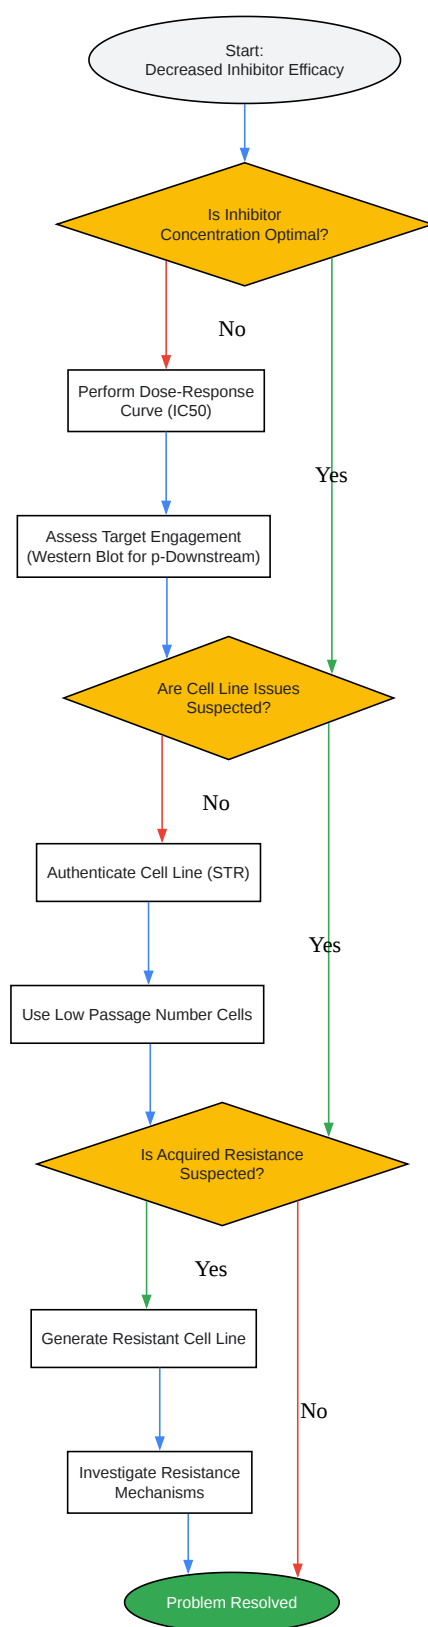 Start:
Decreased Inhibitor Efficacy
Is Inhibitor
Concentration Optimal?
No
Perform Dose-Response
Curve (IC50)
Yes
Assess Target Engagement
(Western Blot for p-Downstream)
Are Cell Line Issues
Suspected?
No
Authenticate Cell Line (STR)
Yes
Use Low Passage Number Cells
Is Acquired Resistance
Suspected?
Yes
Generate Resistant Cell Line
No
Investigate Resistance
Mechanisms
Problem Resolved